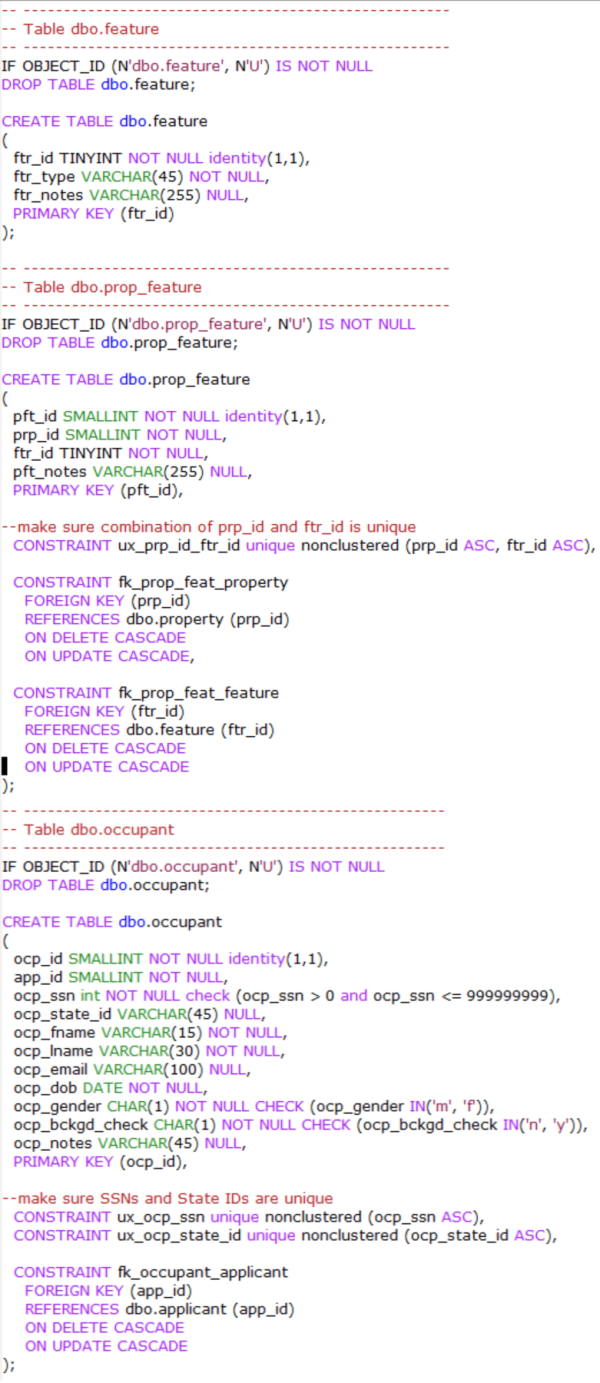 -- --------------------------------------------------
-- Table dbo.feature
-- --------------------------------------------------
IF OBJECT_ID (N'dbo.feature', N'U') IS NOT NULL
DROP TABLE dbo.feature;

CREATE TABLE dbo.feature
(
  ftr_id TINYINT NOT NULL identity(1,1),
  ftr_type VARCHAR(45) NOT NULL,
  ftr_notes VARCHAR(255) NULL,
  PRIMARY KEY (ftr_id)
);

-- --------------------------------------------------
-- Table dbo.prop_feature
-- --------------------------------------------------
IF OBJECT_ID (N'dbo.prop_feature', N'U') IS NOT NULL
DROP TABLE dbo.prop_feature;

CREATE TABLE dbo.prop_feature
(
  pft_id SMALLINT NOT NULL identity(1,1),
  prp_id SMALLINT NOT NULL,
  ftr_id TINYINT NOT NULL,
  pft_notes VARCHAR(255) NULL,
  PRIMARY KEY (pft_id),

--make sure combination of prp_id and ftr_id is unique
  CONSTRAINT ux_prp_id_ftr_id unique nonclustered (prp_id ASC, ftr_id ASC),

  CONSTRAINT fk_prop_feat_property
    FOREIGN KEY (prp_id)
    REFERENCES dbo.property (prp_id)
    ON DELETE CASCADE
    ON UPDATE CASCADE,

  CONSTRAINT fk_prop_feat_feature
    FOREIGN KEY (ftr_id)
    REFERENCES dbo.feature (ftr_id)
    ON DELETE CASCADE
    ON UPDATE CASCADE
);
-- --------------------------------------------------
-- Table dbo.occupant
-- --------------------------------------------------
IF OBJECT_ID (N'dbo.occupant', N'U') IS NOT NULL
DROP TABLE dbo.occupant;

CREATE TABLE dbo.occupant
(
  ocp_id SMALLINT NOT NULL identity(1,1),
  app_id SMALLINT NOT NULL,
  ocp_ssn int NOT NULL check (ocp_ssn > 0 and ocp_ssn <= 999999999),
  ocp_state_id VARCHAR(45) NULL,
  ocp_fname VARCHAR(15) NOT NULL,
  ocp_lname VARCHAR(30) NOT NULL,
  ocp_email VARCHAR(100) NULL,
  ocp_dob DATE NOT NULL,
  ocp_gender CHAR(1) NOT NULL CHECK (ocp_gender IN('m', 'f')),
  ocp_bckgd_check CHAR(1) NOT NULL CHECK (ocp_bckgd_check IN('n', 'y')),
  ocp_notes VARCHAR(45) NULL,
  PRIMARY KEY (ocp_id),

--make sure SSNs and State IDs are unique
  CONSTRAINT ux_ocp_ssn unique nonclustered (ocp_ssn ASC),
  CONSTRAINT ux_ocp_state_id unique nonclustered (ocp_state_id ASC),

  CONSTRAINT fk_occupant_applicant
    FOREIGN KEY (app_id)
    REFERENCES dbo.applicant (app_id)
    ON DELETE CASCADE
    ON UPDATE CASCADE
);